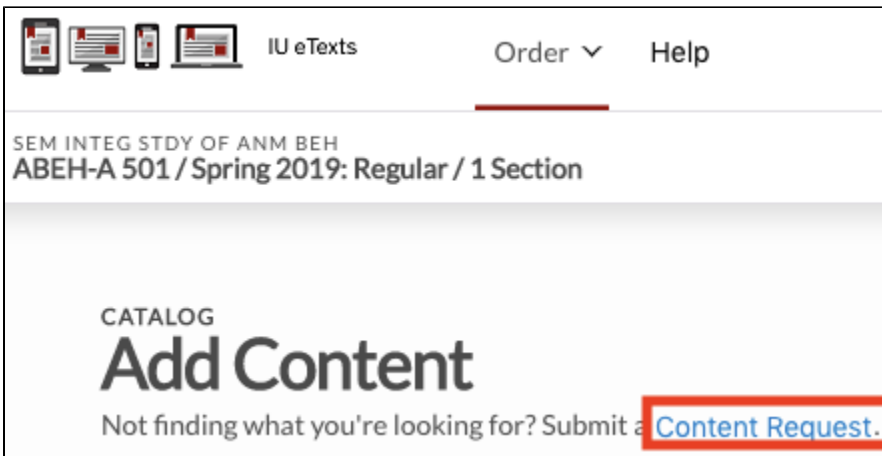 IU eTexts Order Help
SEM INTEG STDY OF ANM BEH
ABEH-A 501 / Spring 2019: Regular / 1 Section
CATALOG
Add Content
Not finding what you're looking for? Submit a Content Request.